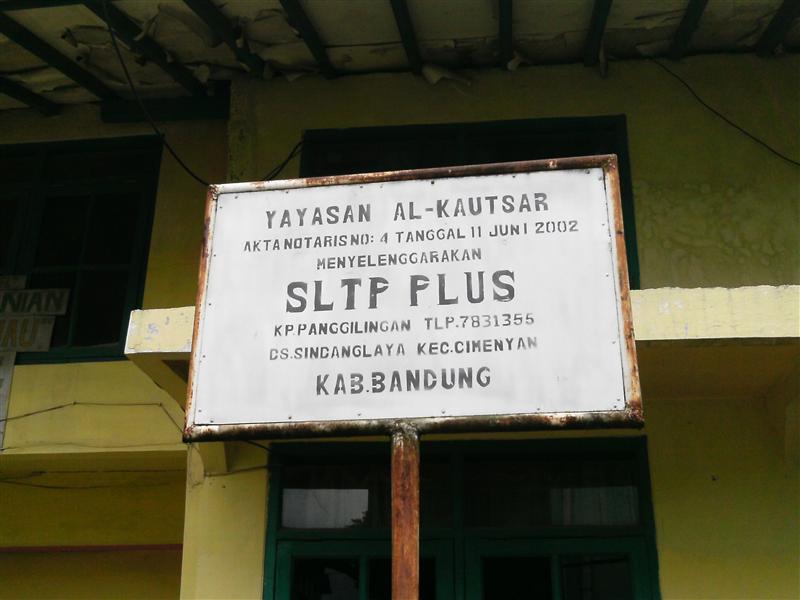 YAYASAN AL-KAUTSAR
AKTA NOTARIS NO: 4 TANGGAL 11 JUNI 2002
MENYELENGGARAKAN
SLTP PLUS
KP.PANGGILINGAN TLP.7831355
DS.SINDANGLAYA KEC.CIMENYAN
KAB.BANDUNG
NIAN